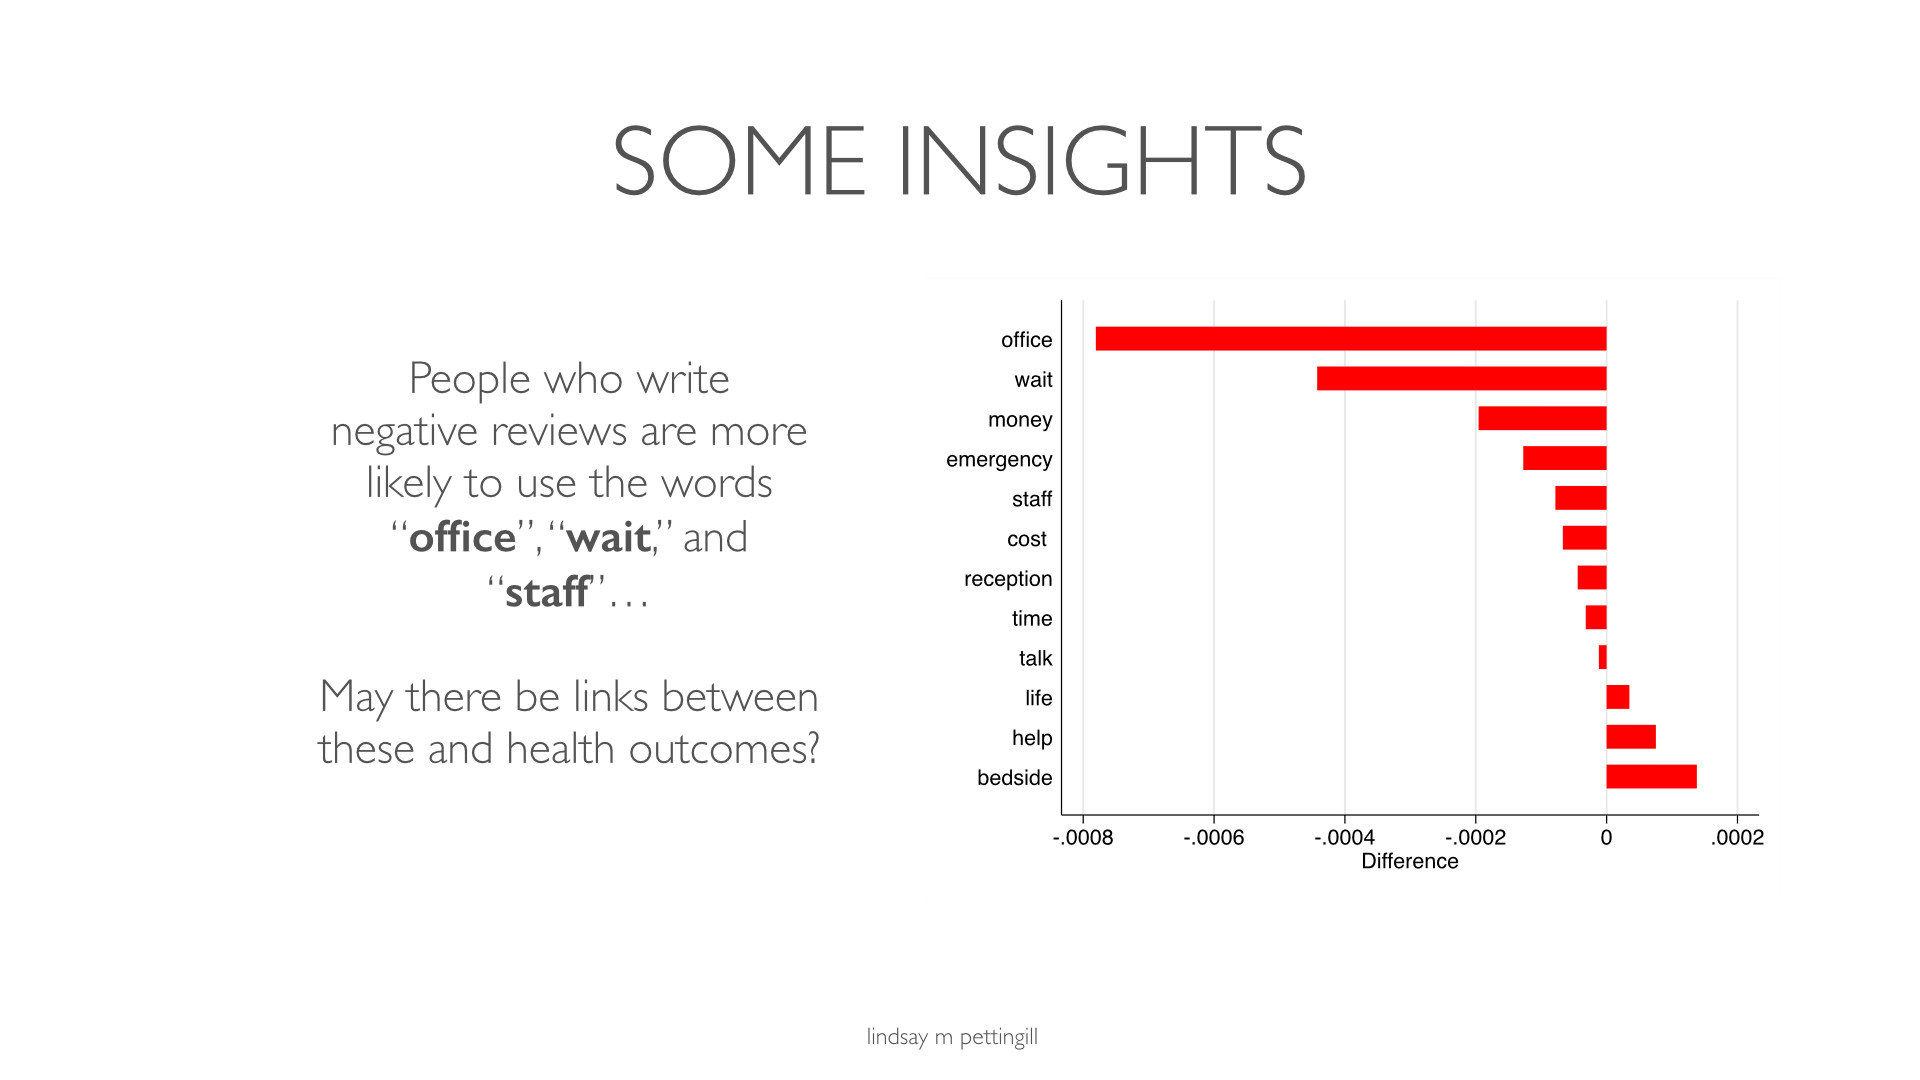 SOME INSIGHTS
People who write
negative reviews are more
likely to use the words
“office”, “wait,” and
“staff”…
May there be links between
these and health outcomes?
office
wait
money
emergency
staff
cost
reception
time
talk
life
help
bedside
-.0008 -.0006 -.0004 -.0002 0 .0002
Difference
lindsay m pettingill